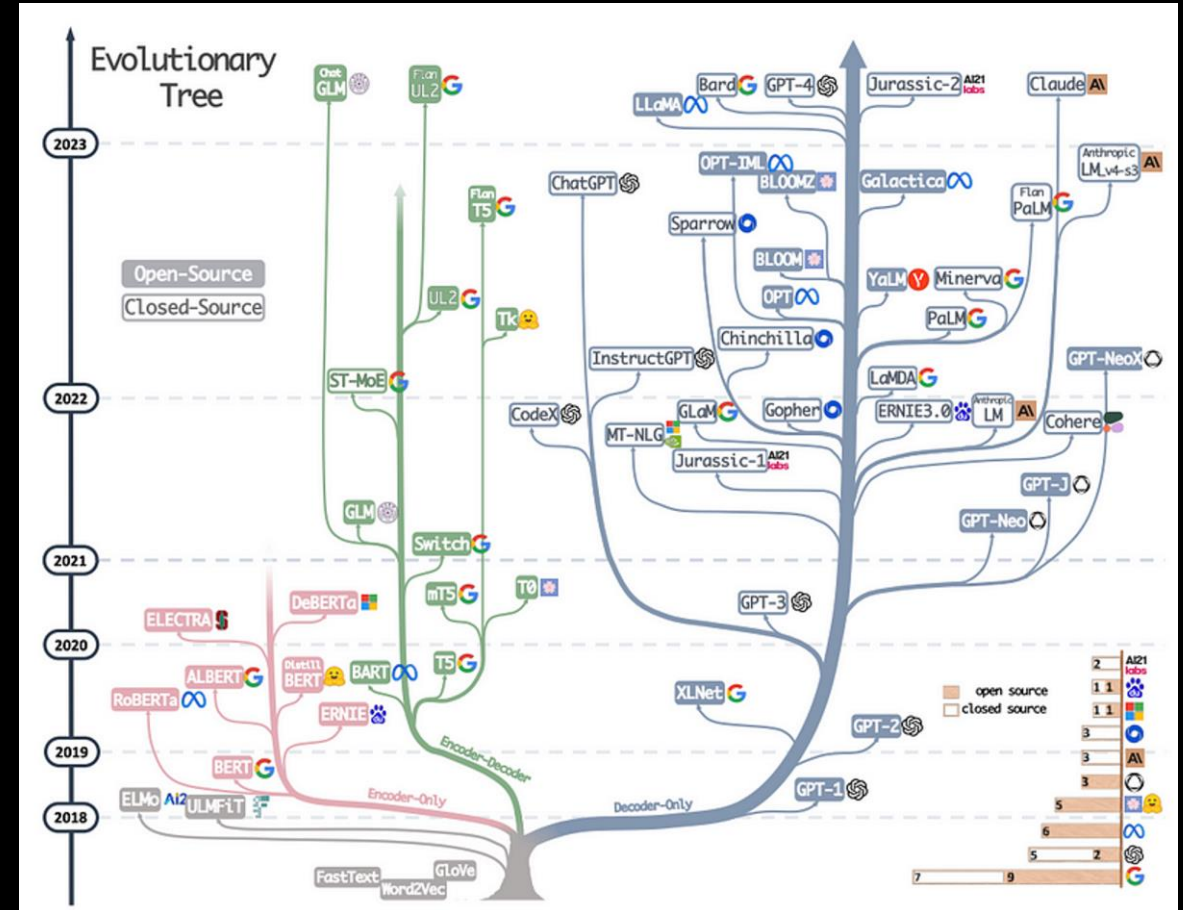 Evolutionary
Tree
2023
2022
2021
2020
2019
2018
Open-Source
Closed-Source
Chat
GLM
Flan
UL2
Bard
GPT-4
Jurassic-2
AI21
labs
Claude
A\
LLaMA
OPT-IML
BLOOMZ
Galactica
Anthropic
LM_v4-s3
A\
ChatGPT
Flan
T5
Flan
PaLM
Sparrow
BLOOM
YaLM
Minerva
UL2
OPT
Tk
PaLM
Chinchilla
InstructGPT
GPT-NeoX
ST-MoE
LaMDA
CodeX
GLaM
Gopher
ERNIE3.0
Anthropic
LM
A\
Cohere
MT-NLG
Jurassic-1
AI21
labs
GPT-J
GLM
GPT-Neo
Switch
mT5
T0
DeBERTa
GPT-3
ELECTRA
ALBERT
Distill
BERT
BART
T5
RoBERTa
XLNet
ERNIE
GPT-2
BERT
Encoder-Decoder
ELMo
Ai2
ULMFiT
Encoder-Only
Decoder-Only
GPT-1
FastText
Word2Vec
GloVe
open source
closed source
2 AI21
labs
1 1
1 1
3
3 A\
3
5
6
5 2
7 9